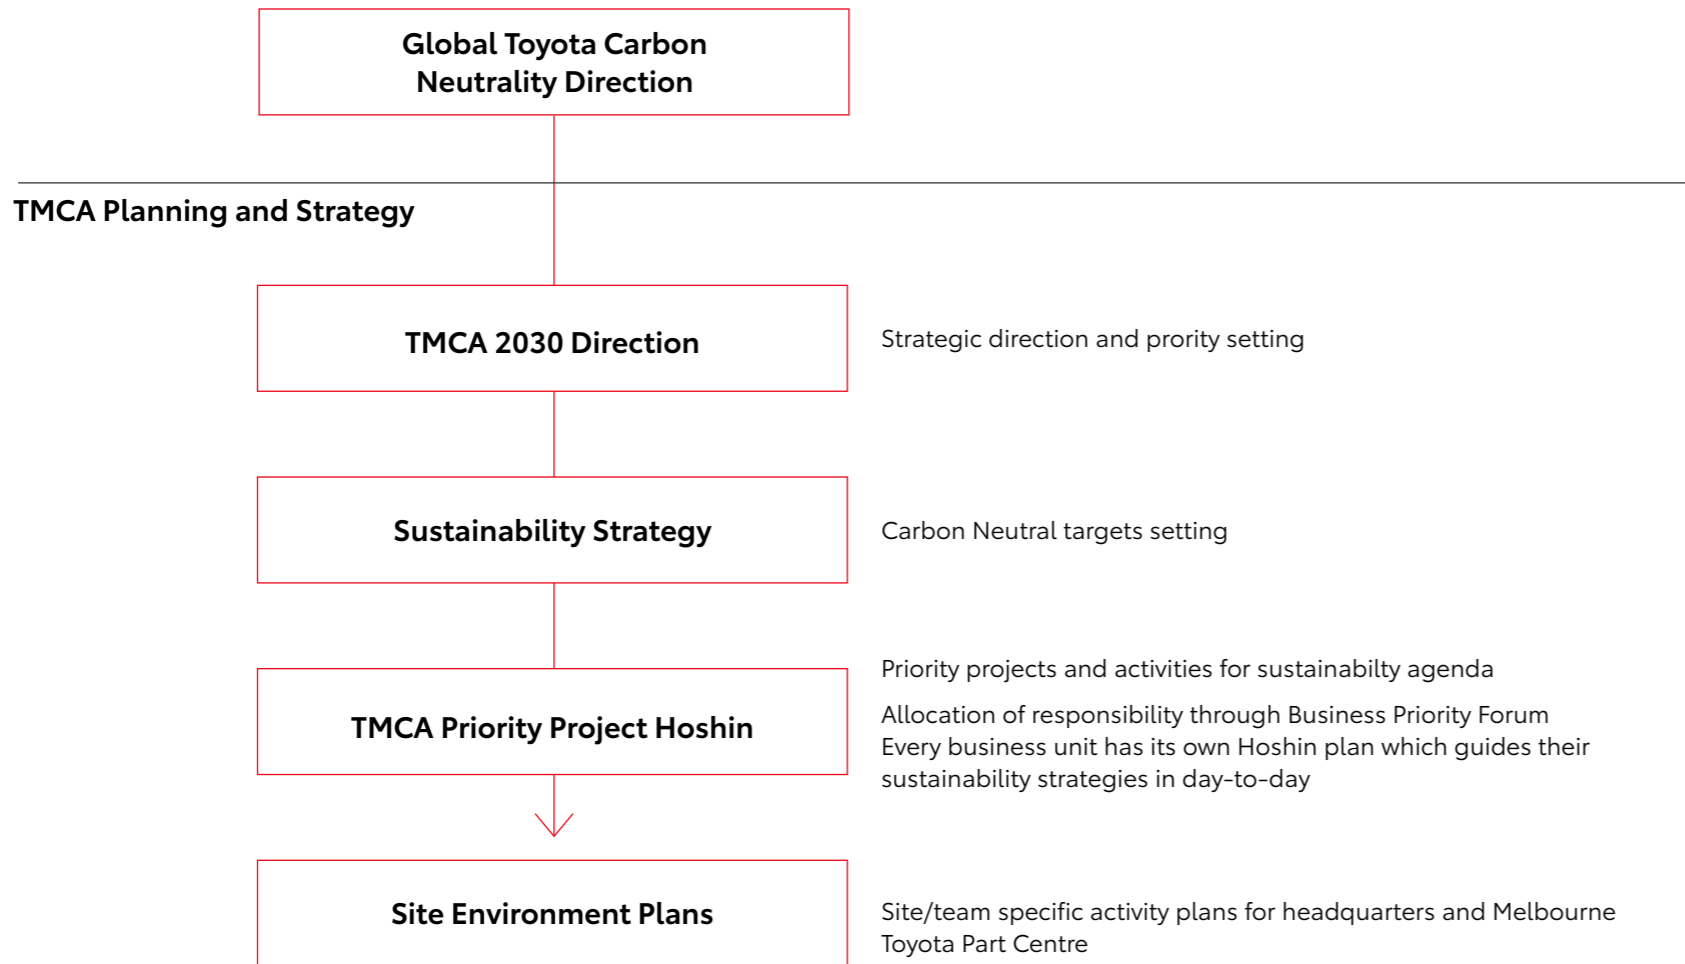 Global Toyota Carbon
Neutrality Direction
TMCA Planning and Strategy
TMCA 2030 Direction
Strategic direction and prority setting
Sustainability Strategy
Carbon Neutral targets setting
TMCA Priority Project Hoshin
Priority projects and activities for sustainabilty agenda
Allocation of responsibility through Business Priority Forum
Every business unit has its own Hoshin plan which guides their
sustainability strategies in day-to-day
Site Environment Plans
Site/team specific activity plans for headquarters and Melbourne
Toyota Part Centre